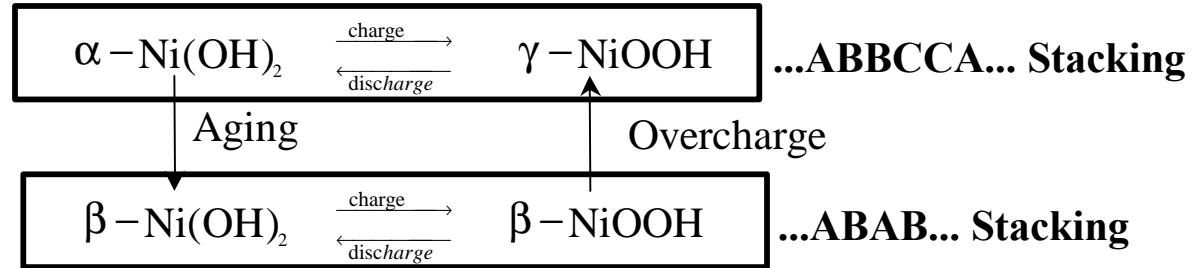 α – Ni(OH)₂ charge discharge γ – NiOOH ...ABBCCA... Stacking
Aging Overcharge
β – Ni(OH)₂ charge discharge β – NiOOH ...ABAB... Stacking